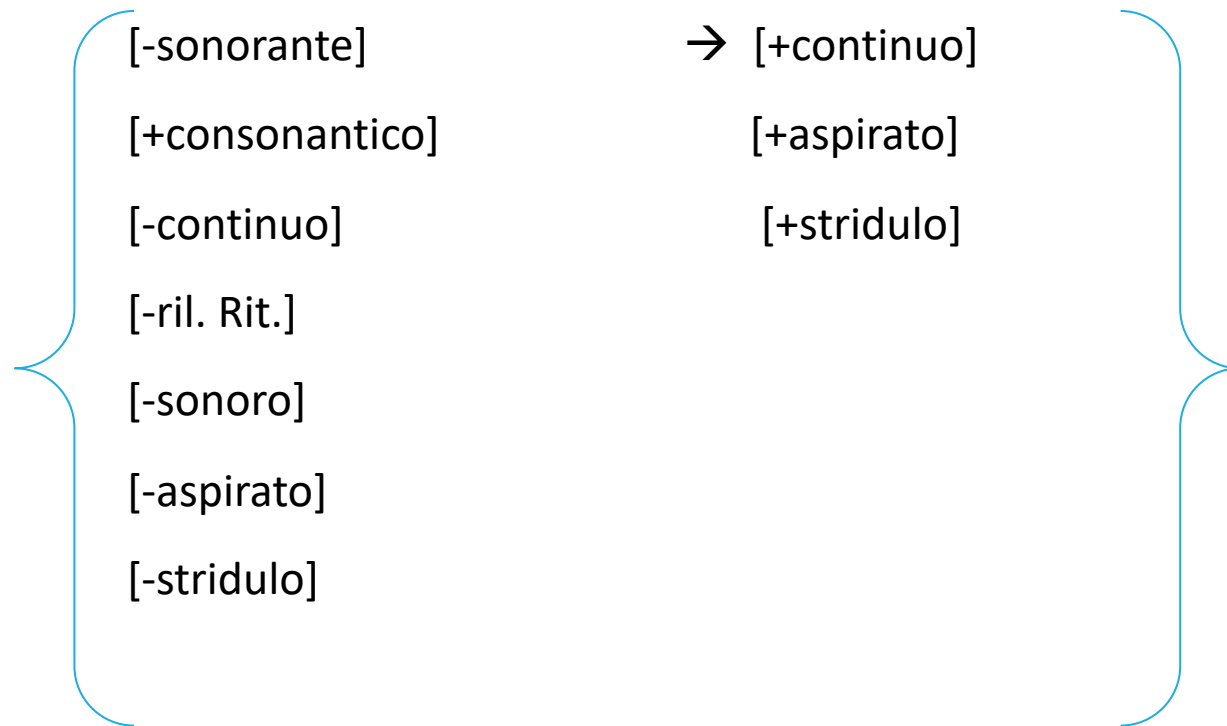 [-sonorante] → [+continuo]
[+consonantico] [+aspirato]
[-continuo] [+stridulo]
[-ril. Rit.]
[-sonoro]
[-aspirato]
[-stridulo]